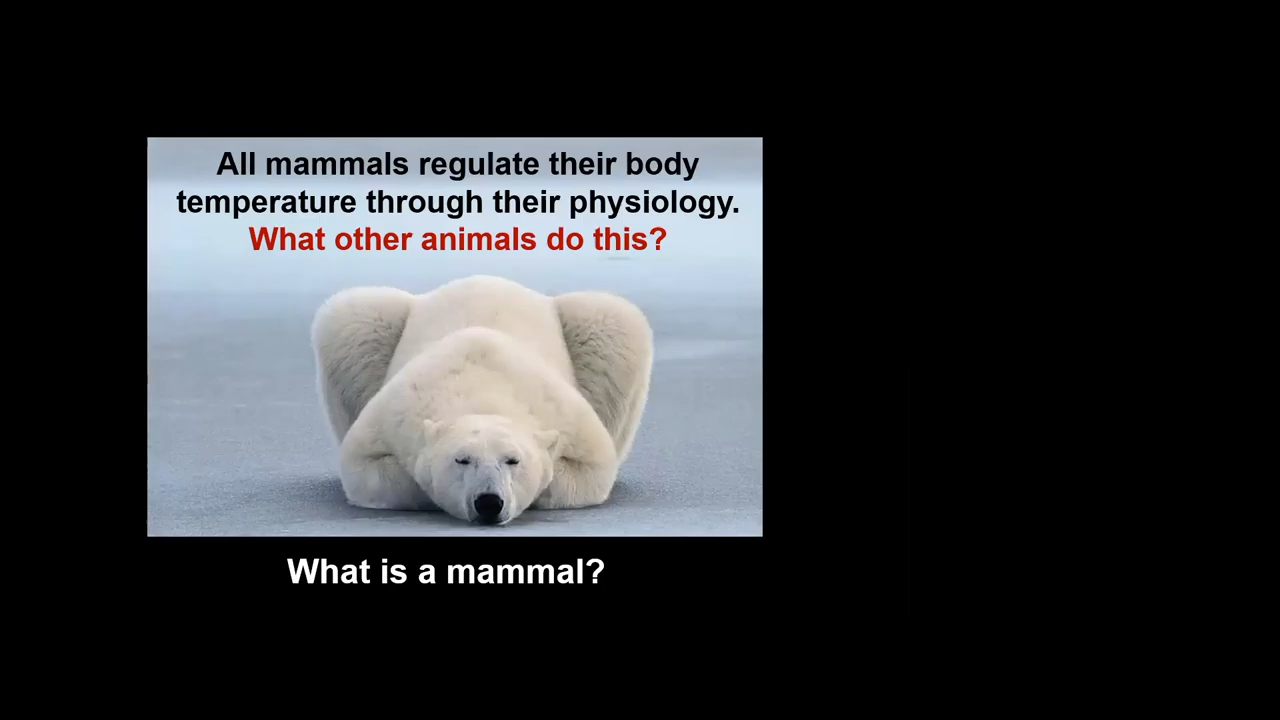 All mammals regulate their body
temperature through their physiology.
What other animals do this?
What is a mammal?